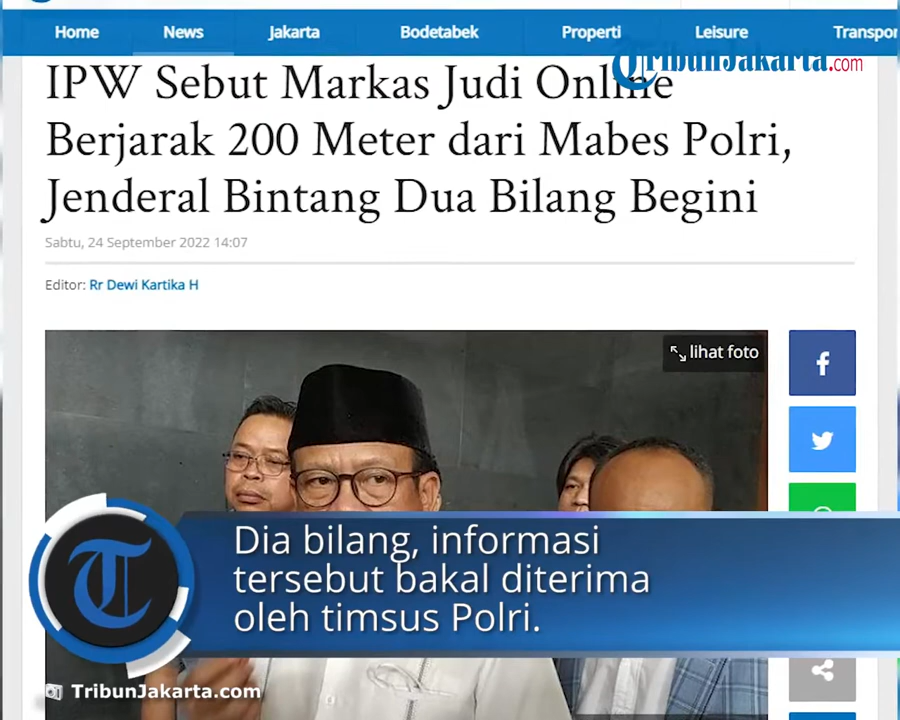 Home News Jakarta Bodetabek Properti Leisure Transpor
TribunJakarta.com
IPW Sebut Markas Judi Online
Berjarak 200 Meter dari Mabes Polri,
Jenderal Bintang Dua Bilang Begini
Sabtu, 24 September 2022 14:07
Editor: Rr Dewi Kartika H
lihat foto
Dia bilang, informasi
tersebut bakal diterima
oleh timsus Polri.
TribunJakarta.com